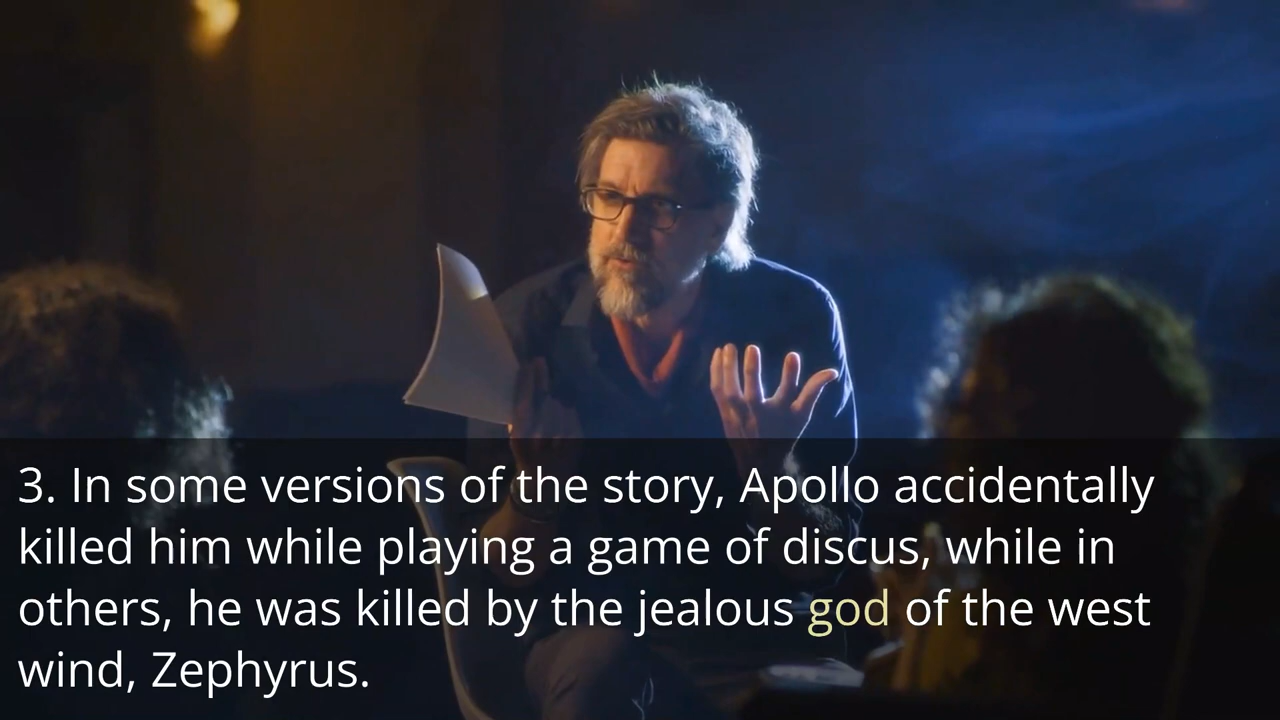 3. In some versions of the story, Apollo accidentally
killed him while playing a game of discus, while in
others, he was killed by the jealous god of the west
wind, Zephyrus.